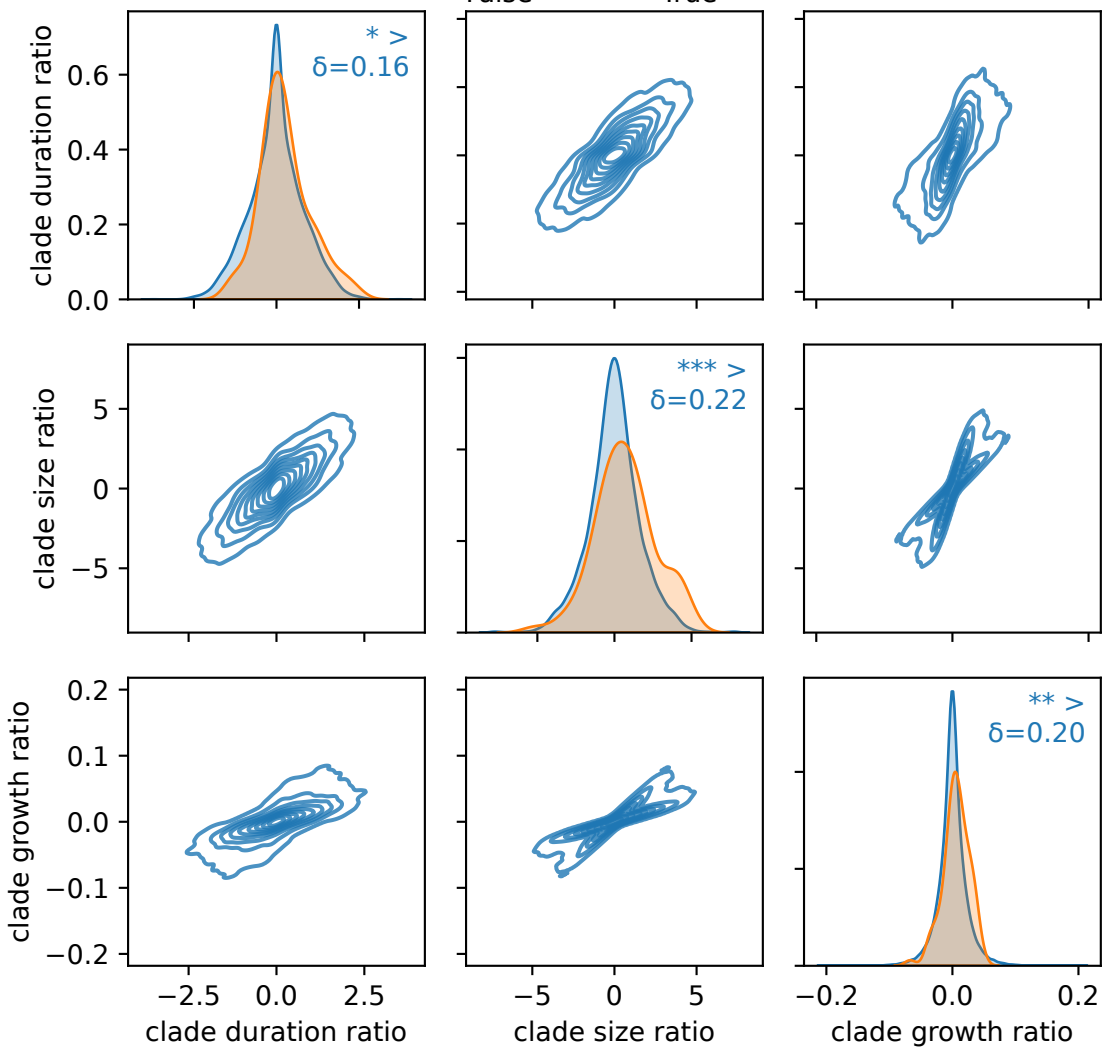 * >
δ=0.16
clade duration ratio
0.6
0.4
0.2
0.0
*** >
δ=0.22
clade size ratio
5
0
−5
** >
δ=0.20
clade growth ratio
0.2
0.1
0.0
−0.1
−0.2
−2.5 0.0 2.5
−5 0 5
−0.2 0.0 0.2
clade duration ratio
clade size ratio
clade growth ratio